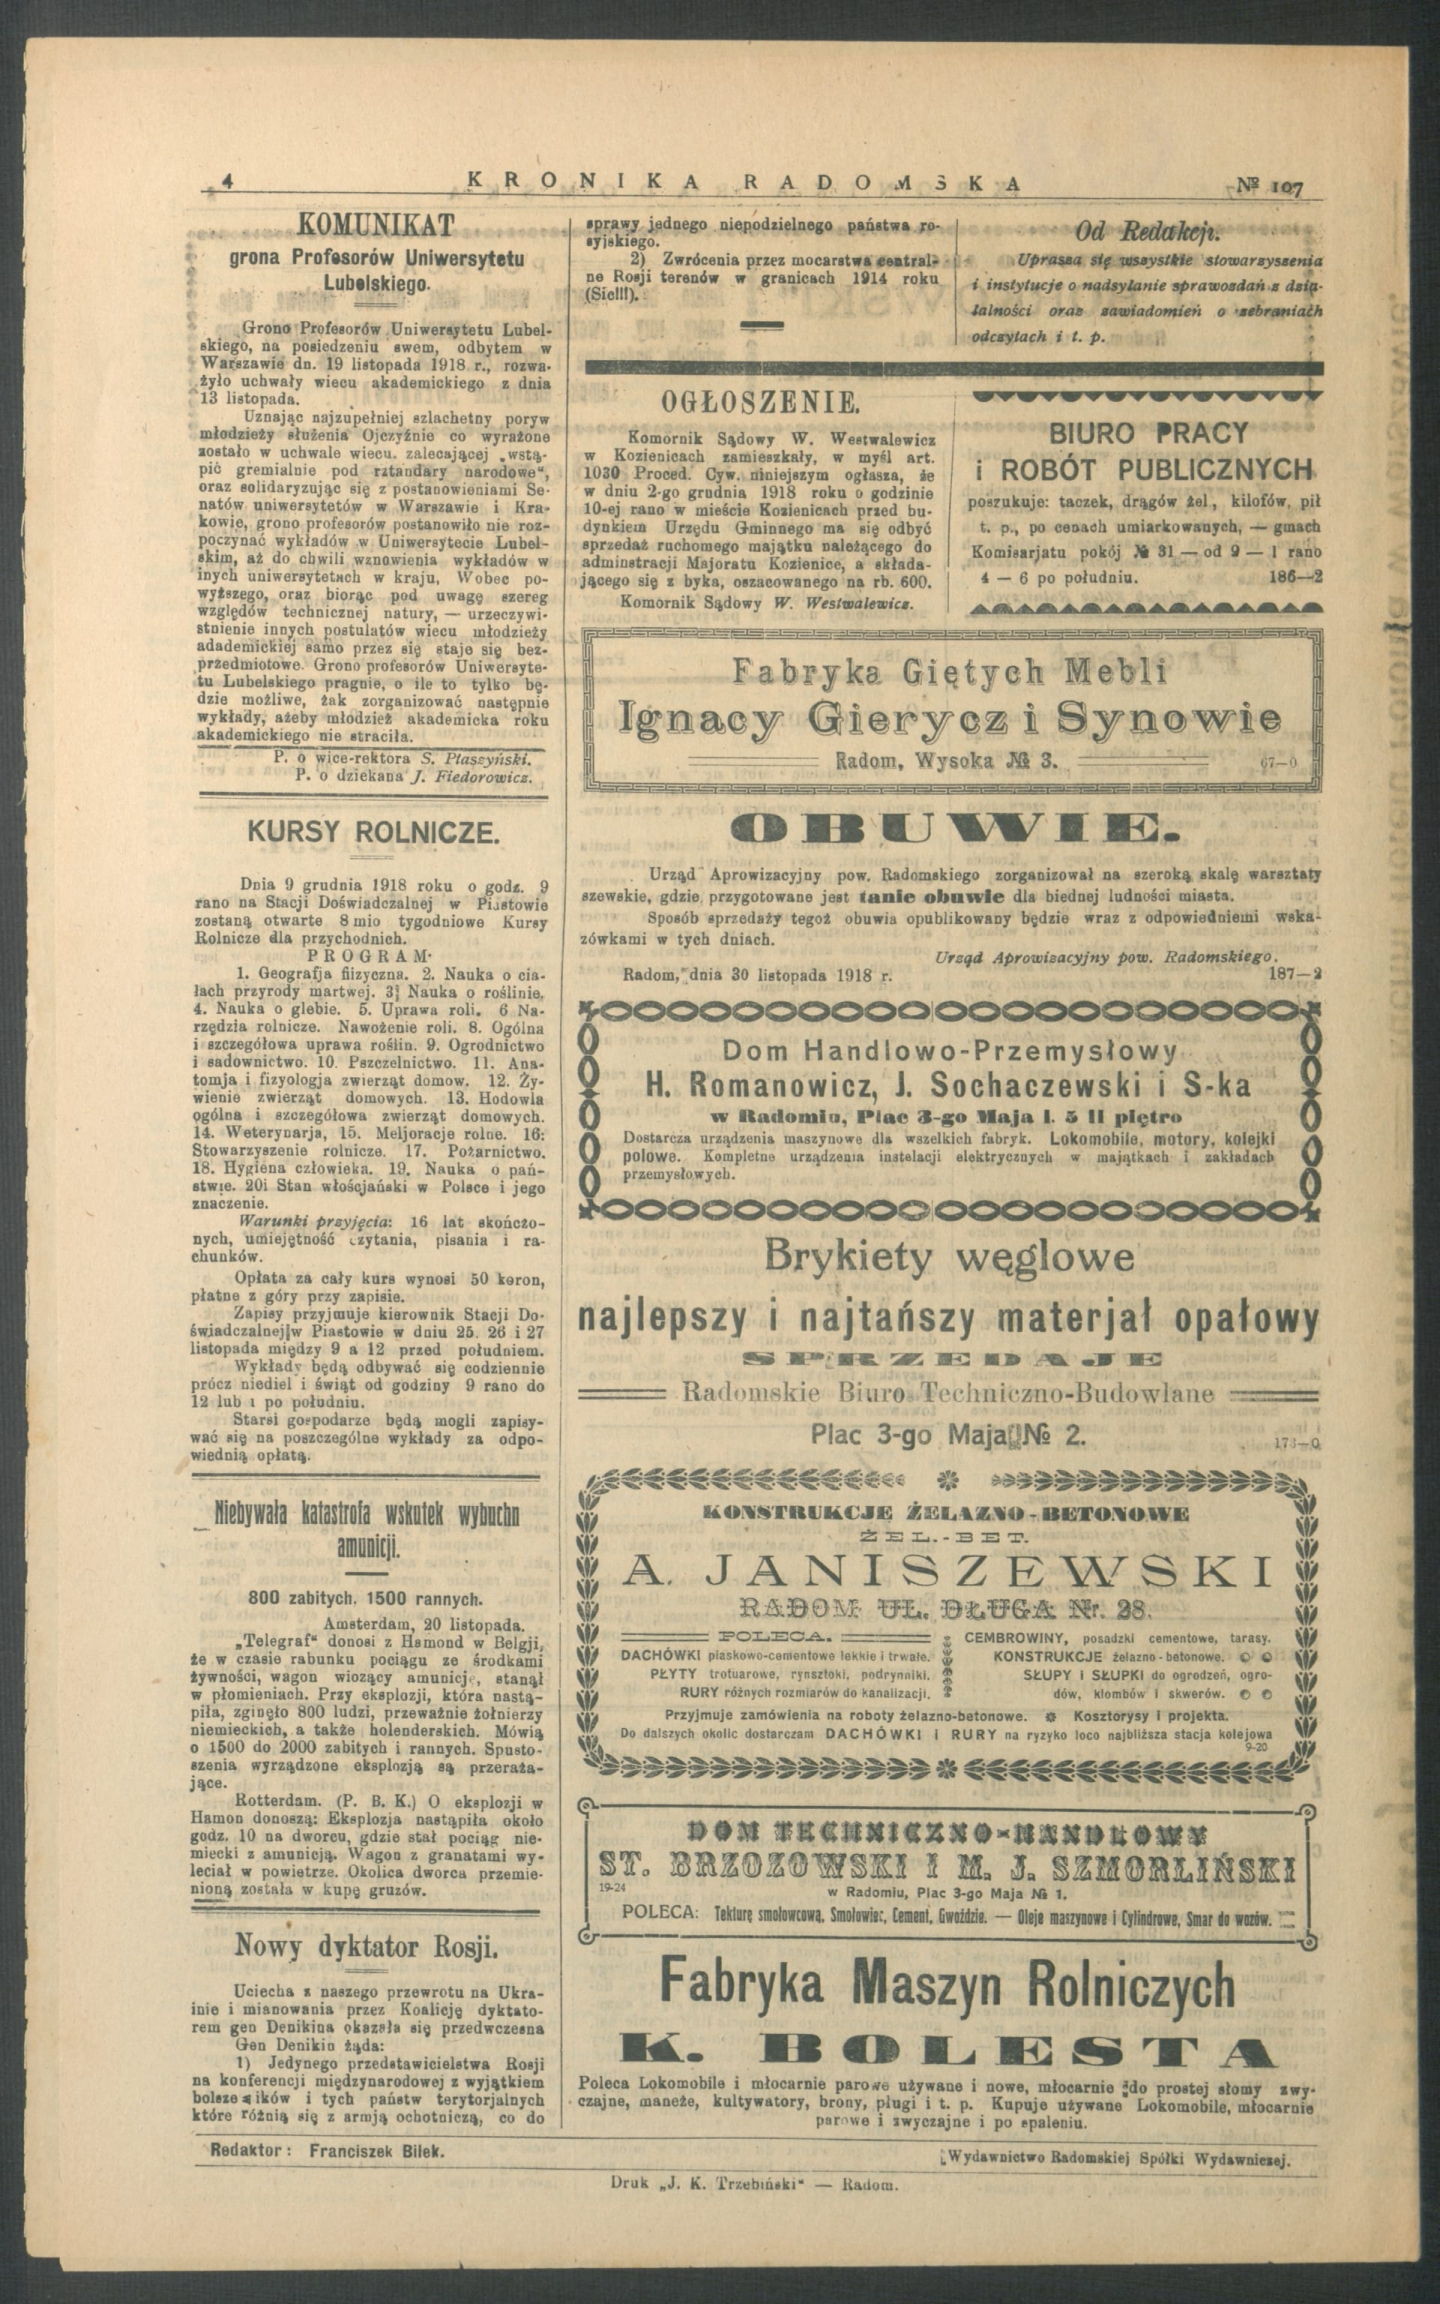 4
KRONIKA RADOMSKA
№ 107
KOMUNIKAT
grona Profesorów Uniwersytetu
Lubelskiego.
Grono Profesorów Uniwersytetu Lubel-
skiego, na posiedzeniu swem, odbytem w
Warszawie dn. 19 listopada 1918 r., rozwa-
żyło uchwały wiecu akademickiego z dnia
13 listopada.
Uznając najzupełniej szlachetny poryw
młodzieży służenia Ojczyźnie co wyrażone
zostało w uchwale wiecu, zalecającej „wstą-
pić gremialnie pod rztandary narodowe“,
oraz solidaryzując się z postanowieniami Se-
natów uniwersytetów w Warszawie i Kra-
kowie, grono profesorów postanowiło nie roz-
poczynać wykładów w Uniwersytecie Lubel-
skim, aż do chwili wznowienia wykładów w
inych uniwersytetach w kraju, Wobec po-
wyższego, oraz biorąc pod uwagę szereg
względów technicznej natury, — urzeczywi-
stnienie innych postulatów wiecu młodzieży
adademickiej samo przez się staje się bez-
przedmiotowe. Grono profesorów Uniwersyte-
tu Lubelskiego pragnie, o ile to tylko bę-
dzie możliwe, żak zorganizować następnie
wykłady, ażeby młodzież akademicka roku
akademickiego nie straciła.
P. o wice-rektora S. Ptaszyński.
P. o dziekana J. Fiedorowicz.
KURSY ROLNICZE.
Dnia 9 grudnia 1918 roku o godz. 9
rano na Stacji Doświadczalnej w Piastowie
zostaną otwarte 8 mio tygodniowe Kursy
Rolnicze dla przychodnich.
PROGRAM·
1. Geografja fiizyczna. 2. Nauka o cia-
łach przyrody martwej. 3; Nauka o roślinie.
4. Nauka o glebie. 5. Uprawa roli. 6 Na-
rzędzia rolnicze. Nawożenie roli. 8. Ogólna
i szczegółowa uprawa roślin. 9. Ogrodnictwo
i sadownictwo. 10. Pszczelnictwo. 11. Ana-
tomja i fizyologja zwierząt domow. 12. Ży-
wienie zwierząt domowych. 13. Hodowla
ogólna i szczegółowa zwierząt domowych.
14. Weterynarja, 15. Meljoracje rolne. 16:
Stowarzyszenie rolnicze. 17. Pożarnictwo.
18. Hygiena człowieka. 19. Nauka o pań-
stwie. 20i Stan włościański w Polsce i jego
znaczenie.
Warunki przyjęcia: 16 lat skończo-
nych, umiejętność czytania, pisania i ra-
chunków.
Opłata za cały kurs wynosi 50 koron,
płatne z góry przy zapisie.
Zapisy przyjmuje kierownik Stacji Do-
świadczalnej w Piastowie w dniu 25. 26 i 27
listopada między 9 a 12 przed południem.
Wykłady będą odbywać się codziennie
prócz niediel i świąt od godziny 9 rano do
12 lub 1 po południu.
Starsi gospodarze będą mogli zapisy-
wać się na poszczególne wykłady za odpo-
wiednią opłatą.
Niebywała katastrofa wskutek wybuchu
amunicji.
800 zabitych. 1500 rannych.
Amsterdam, 20 listopada.
„Telegraf“ donosi z Hamond w Belgji,
że w czasie rabunku pociągu ze środkami
żywności, wagon wiozący amunicję, stanął
w płomieniach. Przy eksplozji, która nastą-
piła, zginęło 800 ludzi, przeważnie żołnierzy
niemieckich, a także holenderskich. Mówią
o 1500 do 2000 zabitych i rannych. Spusto-
szenia wyrządzone eksplozją są przeraża-
jące.
Rotterdam. (P. B. K.) O eksplozji w
Hamon donoszą: Eksplozja nastąpiła około
godz. 10 na dworcu, gdzie stał pociąg nie-
miecki z amunicją. Wagon z granatami wy-
leciał w powietrze. Okolica dworca przemie-
nioną została w kupę gruzów.
Nowy dyktator Rosji.
Uciecha z naszego przewrotu na Ukra-
inie i mianowania przez Koalicję dyktato-
rem gen Denikina okazała się przedwczesna
Gen Denikin żąda:
1) Jedynego przedstawicielstwa Rosji
na konferencji międzynarodowej z wyjątkiem
bolszewików i tych państw terytorjalnych
które różnią się z armją ochotniczą, co do
sprawy jednego niepodzielnego państwa ro-
syjskiego.
2) Zwrócenia przez mocarstwa central-
ne Rosji terenów w granicach 1914 roku
(Sic!!!).
Od Redakcji.
Uprasza się wszystkie stowarzyszenia
i instytucje o nadsyłanie sprawozdań z dzia-
łalności oraz zawiadomień o zebraniach
odczytach i t. p.
OGŁOSZENIE.
Komornik Sądowy W. Westwalewicz
w Kozienicach zamieszkały, w myśl art.
1030 Proced. Cyw. niniejszym ogłasza, że
w dniu 2-go grudnia 1918 roku o godzinie
10-ej rano w mieście Kozienicach przed bu-
dynkiem Urzędu Gminnego ma się odbyć
sprzedaż ruchomego majątku należącego do
adminstracji Majoratu Kozienice, a składa-
jącego się z byka, oszacowanego na rb. 600.
Komornik Sądowy W. Westwalewicz.
BIURO PRACY
i ROBÓT PUBLICZNYCH
poszukuje: taczek, drągów żel, kilofów, pił
t. p., po cenach umiarkowanych, — gmach
Komisarjatu pokój № 31 — od 9 — 1 rano
4 — 6 po południu. 186—2
Fabryka Giętych Mebli
Ignacy Gierycz i Synowie
Radom, Wysoka № 3. 67—0
OBUWIE.
Urząd Aprowizacyjny pow. Radomskiego zorganizował na szeroką skalę warsztaty
szewskie, gdzie przygotowane jest tanie obuwie dla biednej ludności miasta.
Sposób sprzedaży tegoż obuwia opublikowany będzie wraz z odpowiedniemi wska-
zówkami w tych dniach.
Urząd Aprowizacyjny pow. Radomskiego.
Radom, dnia 30 listopada 1918 r. 187—2
Dom Handlowo-Przemysłowy
H. Romanowicz, J. Sochaczewski i S-ka
w Radomiu, Plac 3-go Maja l. 5 II piętro
Dostarcza urządzenia maszynowe dla wszelkich fabryk. Lokomobile, motory, kolejki
polowe. Kompletne urządzenia instelacji elektrycznych w majątkach i zakładach
przemysłowych.
Brykiety węglowe
najlepszy i najtańszy materjał opałowy
SPRZEDAJE
Radomskie Biuro Techniczno-Budowlane
Plac 3-go Maja № 2.
KONSTRUKCJE ŻELAZNO-BETONOWE
ŻEL.-BET.
A. JANISZEWSKI
RADOM UL. DŁUGA Nr. 28.
POLECA.
DACHÓWKI piaskowo-cementowe lekkie i trwałe.
PŁYTY trotuarowe, rynsztoki, podrynniki.
RURY różnych rozmiarów do kanalizacji.
CEMBROWINY, posadzki cementowe, tarasy.
KONSTRUKCJE żelazno-betonowe.
SŁUPY i SŁUPKI do ogrodzeń, ogro-
dów, klombów i skwerów.
Przyjmuje zamówienia na roboty żelazno-betonowe. Kosztorysy i projekta.
Do dalszych okolic dostarczam DACHÓWKI i RURY na ryzyko loco najbliższa stacja kolejowa
9-20
DOM TECHNICZNO-HANDLOWY
ST. BRZOZOWSKI I M. J. SZMORLIŃSKI
19-24
w Radomiu, Plac 3-go Maja № 1.
POLECA: Tekturę smołowcową, Smołowiec, Cement, Gwoździe. — Oleje maszynowe i Cylindrowe, Smar do wozów.
Fabryka Maszyn Rolniczych
K. BOLESTA
Poleca Lokomobile i młocarnie parowe używane i nowe, młocarnie do prostej słomy zwy-
czajne, maneże, kultywatory, brony, pługi i t. p. Kupuje używane Lokomobile, młocarnie
parowe i zwyczajne i po spaleniu.
Redaktor: Franciszek Bilek.
Wydawnictwo Radomskiej Spółki Wydawniczej.
Druk „J. K. Trzebiński“ — Radom.